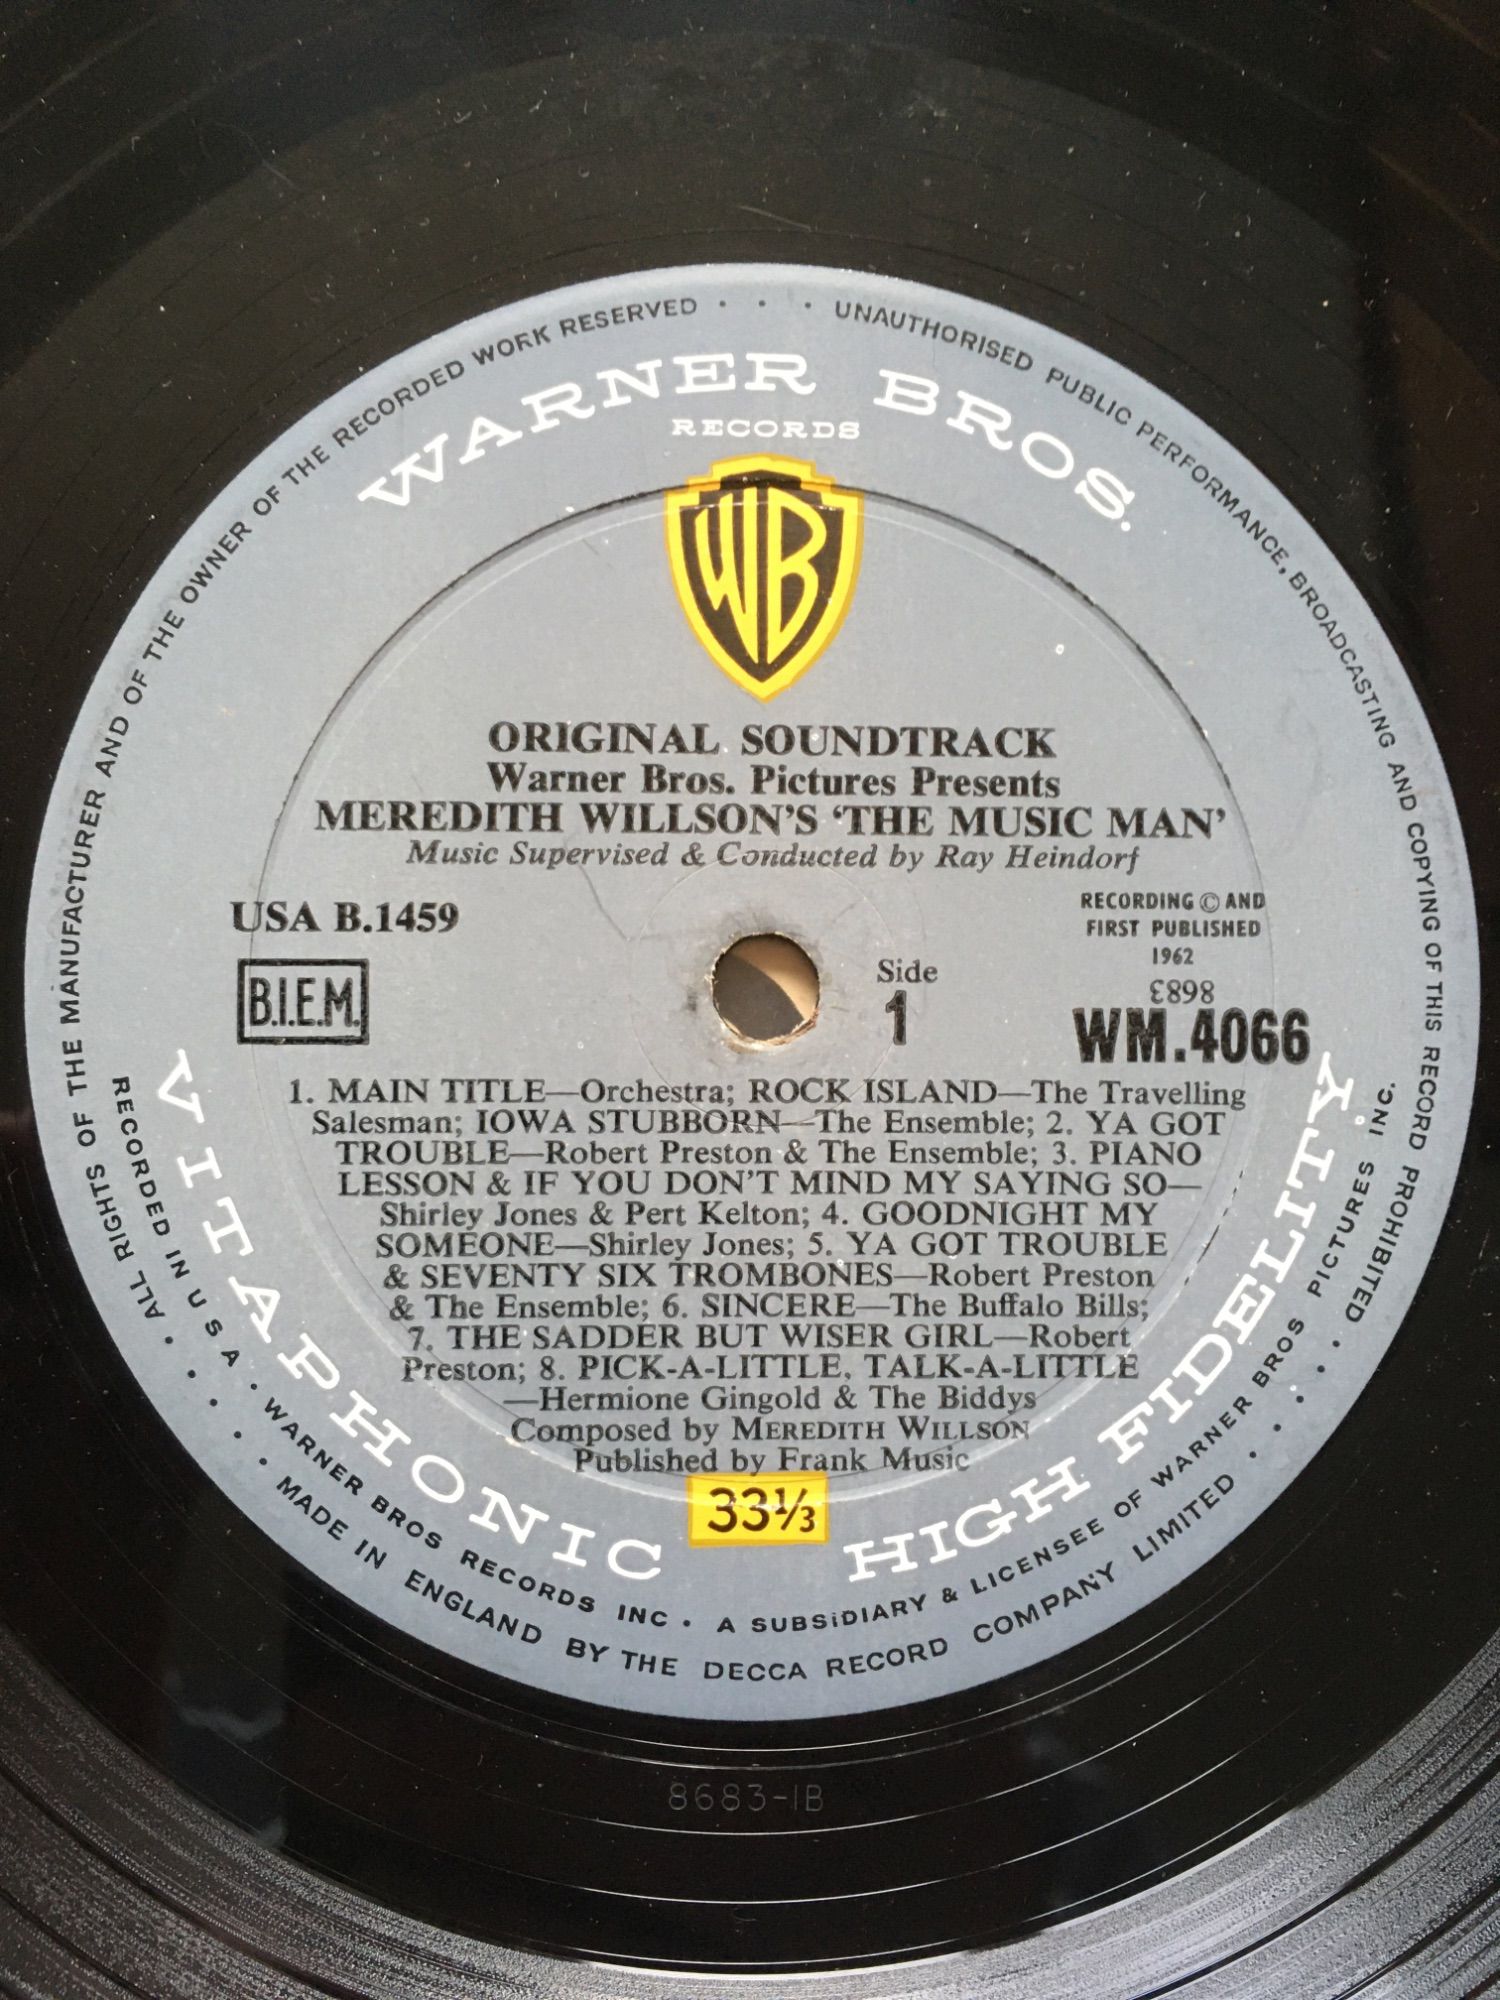 ALL RIGHTS OF THE MANUFACTURER AND OF THE OWNER OF THE RECORDED WORK RESERVED · · · UNAUTHORISED PUBLIC PERFORMANCE, BROADCASTING AND COPYING OF THIS RECORD PROHIBITED
WARNER BROS.
RECORDS
WB
ORIGINAL SOUNDTRACK
Warner Bros. Pictures Presents
MEREDITH WILLSON'S 'THE MUSIC MAN'
Music Supervised & Conducted by Ray Heindorf
USA B.1459
B.I.E.M.
RECORDING © AND
FIRST PUBLISHED
1962
Side
1
Ɛ898
WM.4066
1. MAIN TITLE—Orchestra; ROCK ISLAND—The Travelling
Salesman; IOWA STUBBORN—The Ensemble; 2. YA GOT
TROUBLE—Robert Preston & The Ensemble; 3. PIANO
LESSON & IF YOU DON'T MIND MY SAYING SO—
Shirley Jones & Pert Kelton; 4. GOODNIGHT MY
SOMEONE—Shirley Jones; 5. YA GOT TROUBLE
& SEVENTY SIX TROMBONES—Robert Preston
& The Ensemble; 6. SINCERE—The Buffalo Bills;
7. THE SADDER BUT WISER GIRL—Robert
Preston; 8. PICK-A-LITTLE, TALK-A-LITTLE
—Hermione Gingold & The Biddys
Composed by MEREDITH WILLSON
Published by Frank Music
33⅓
VITAPHONIC HIGH FIDELITY
RECORDED IN U S A · WARNER BROS RECORDS INC · A SUBSiDIARY & LICENSEE OF WARNER BROS PICTURES INC.
MADE IN ENGLAND BY THE DECCA RECORD COMPANY LIMITED
8683-1B